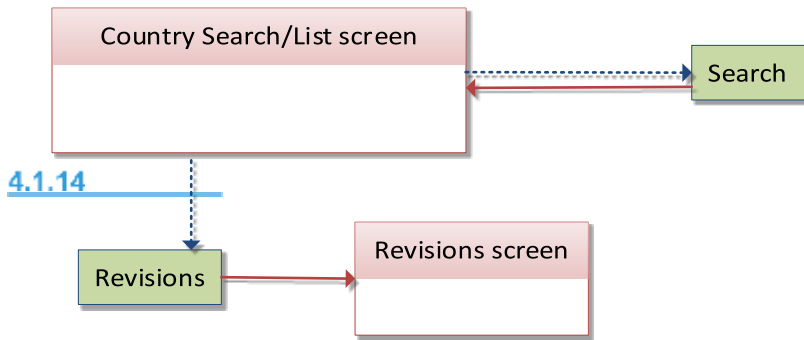 Country Search/List screen
Search
4.1.14
Revisions
Revisions screen